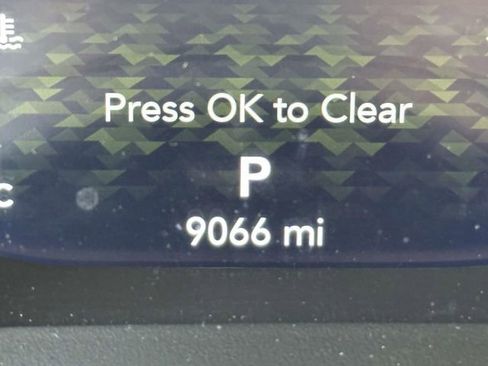 Press OK to Clear
P
C
9066 mi